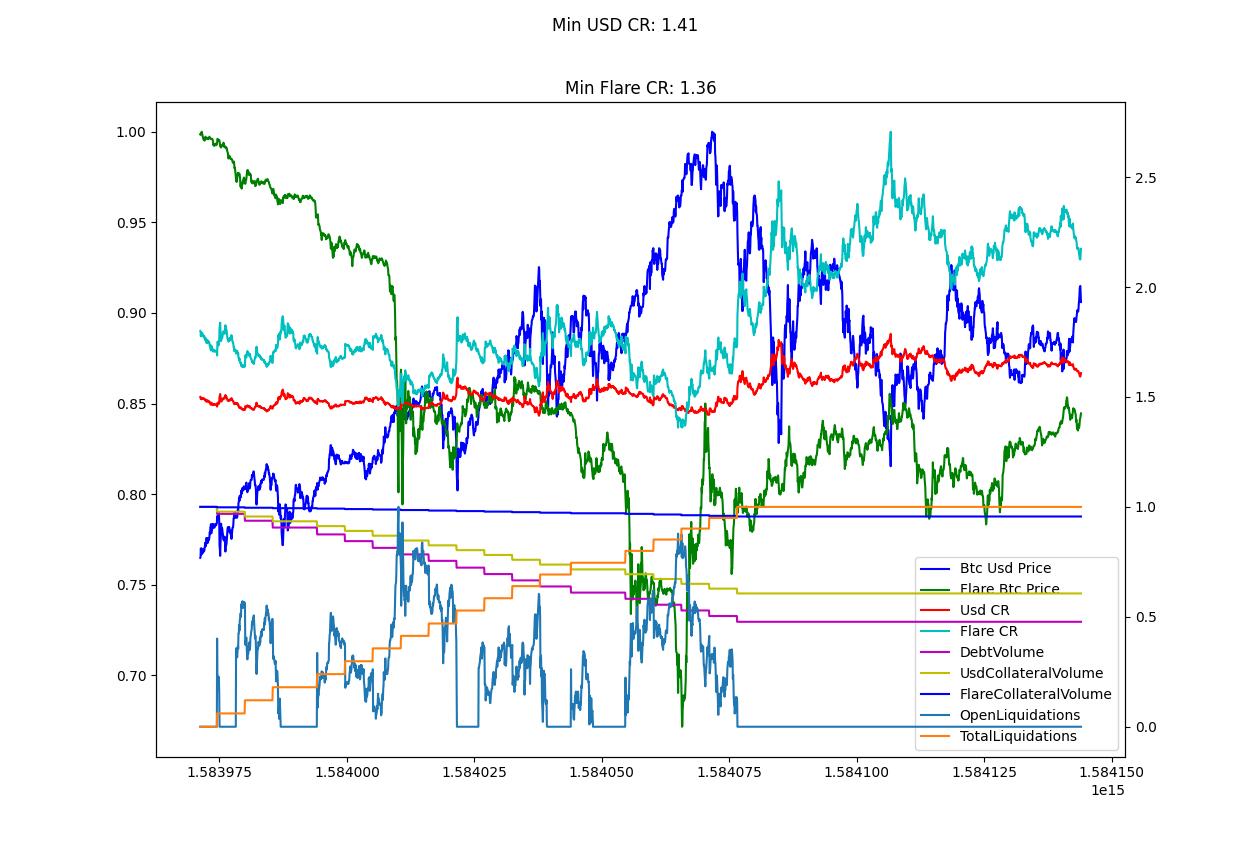 Min USD CR: 1.41
Min Flare CR: 1.36
1.00
0.95
0.90
0.85
0.80
0.75
0.70
2.5
2.0
1.5
1.0
0.5
0.0
Btc Usd Price
Flare Btc Price
Usd CR
Flare CR
DebtVolume
UsdCollateralVolume
FlareCollateralVolume
OpenLiquidations
TotalLiquidations
1.583975 1.584000 1.584025 1.584050 1.584075 1.584100 1.584125 1.584150
1e15